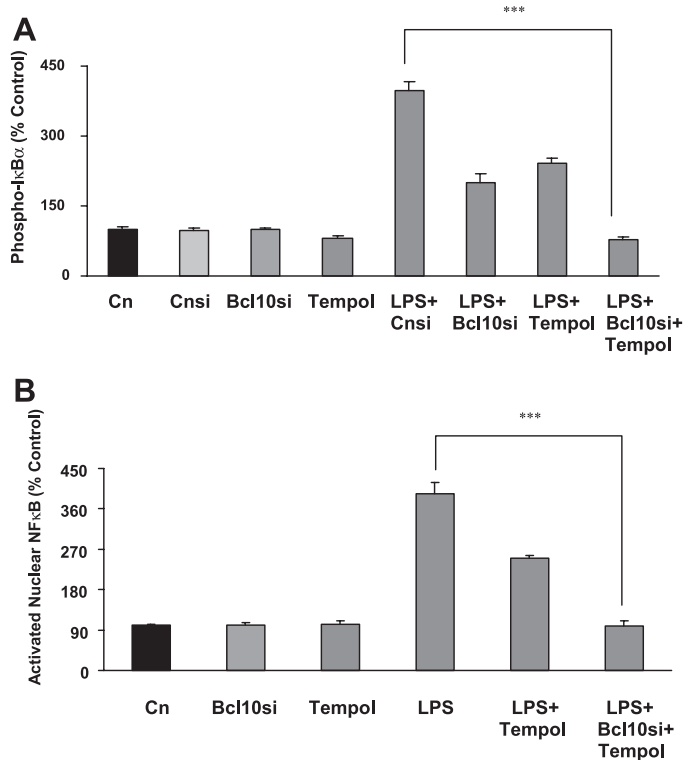 A
***
Phospho-IκBα (% Control)
450
300
150
0
Cn
Cnsi
Bcl10si
Tempol
LPS+
Cnsi
LPS+
Bcl10si
LPS+
Tempol
LPS+
Bcl10si+
Tempol
B
***
Activated Nuclear NFκB (% Control)
450
360
270
180
90
0
Cn
Bcl10si
Tempol
LPS
LPS+
Tempol
LPS+
Bcl10si+
Tempol